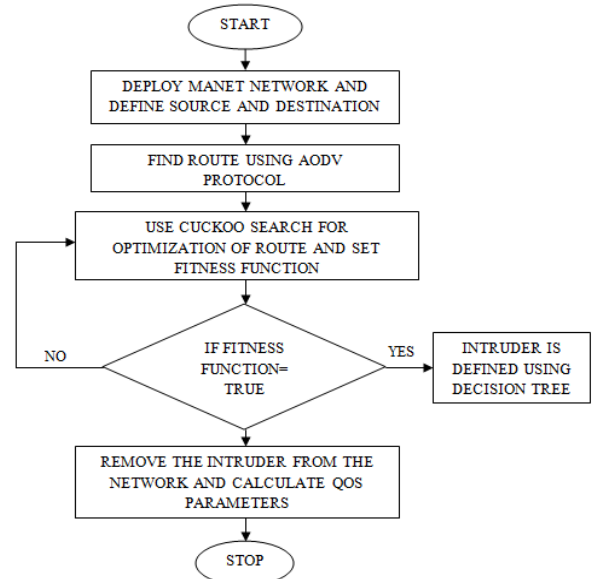 START
DEPLOY MANET NETWORK AND
DEFINE SOURCE AND DESTINATION
FIND ROUTE USING AODV
PROTOCOL
USE CUCKOO SEARCH FOR
OPTIMIZATION OF ROUTE AND SET
FITNESS FUNCTION
NO
IF FITNESS
FUNCTION=
TRUE
YES
INTRUDER IS
DEFINED USING
DECISION TREE
REMOVE THE INTRUDER FROM THE
NETWORK AND CALCULATE QOS
PARAMETERS
STOP